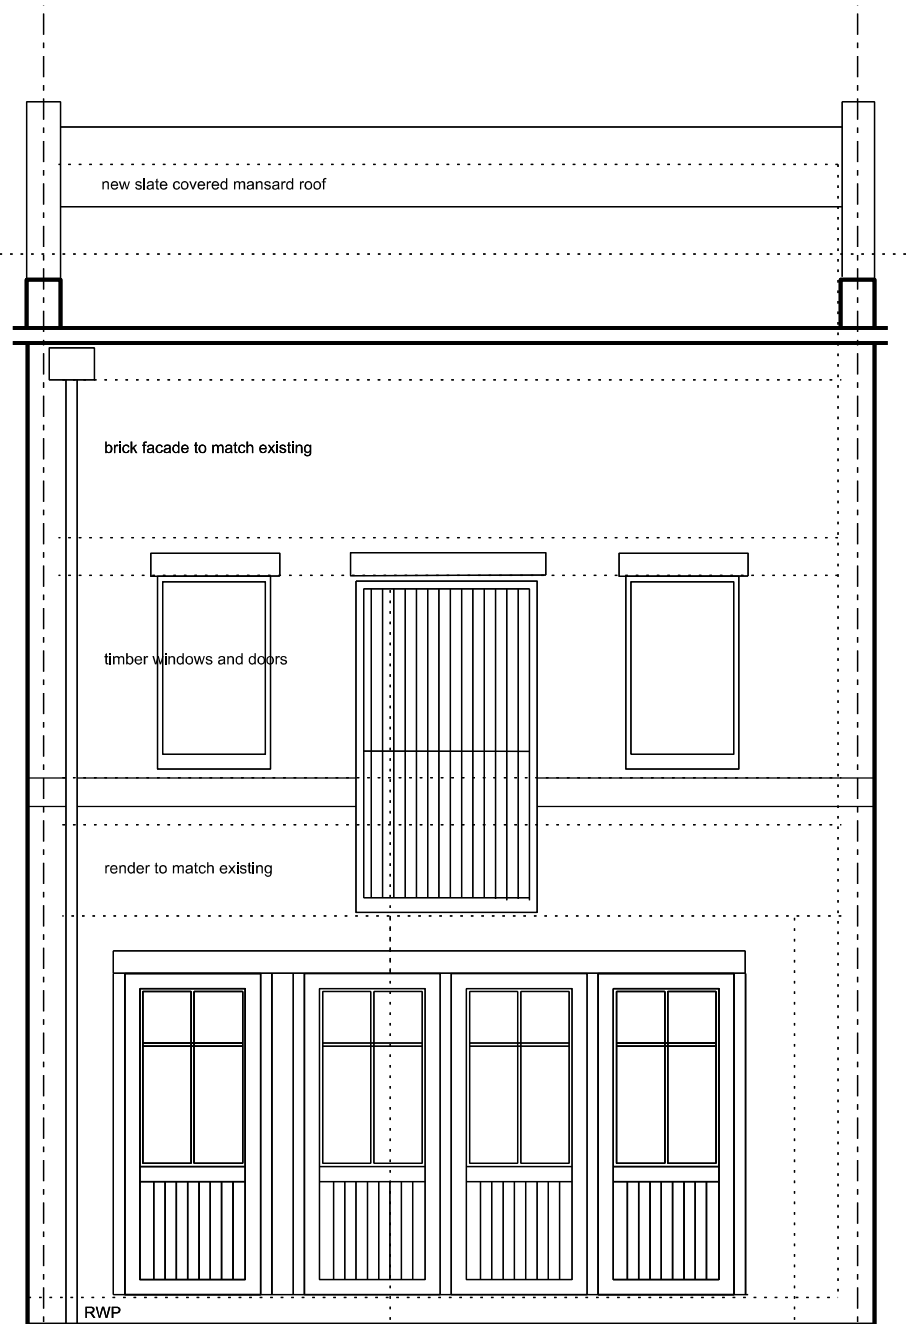 new slate covered mansard roof
brick facade to match existing
timber windows and doors
render to match existing
RWP